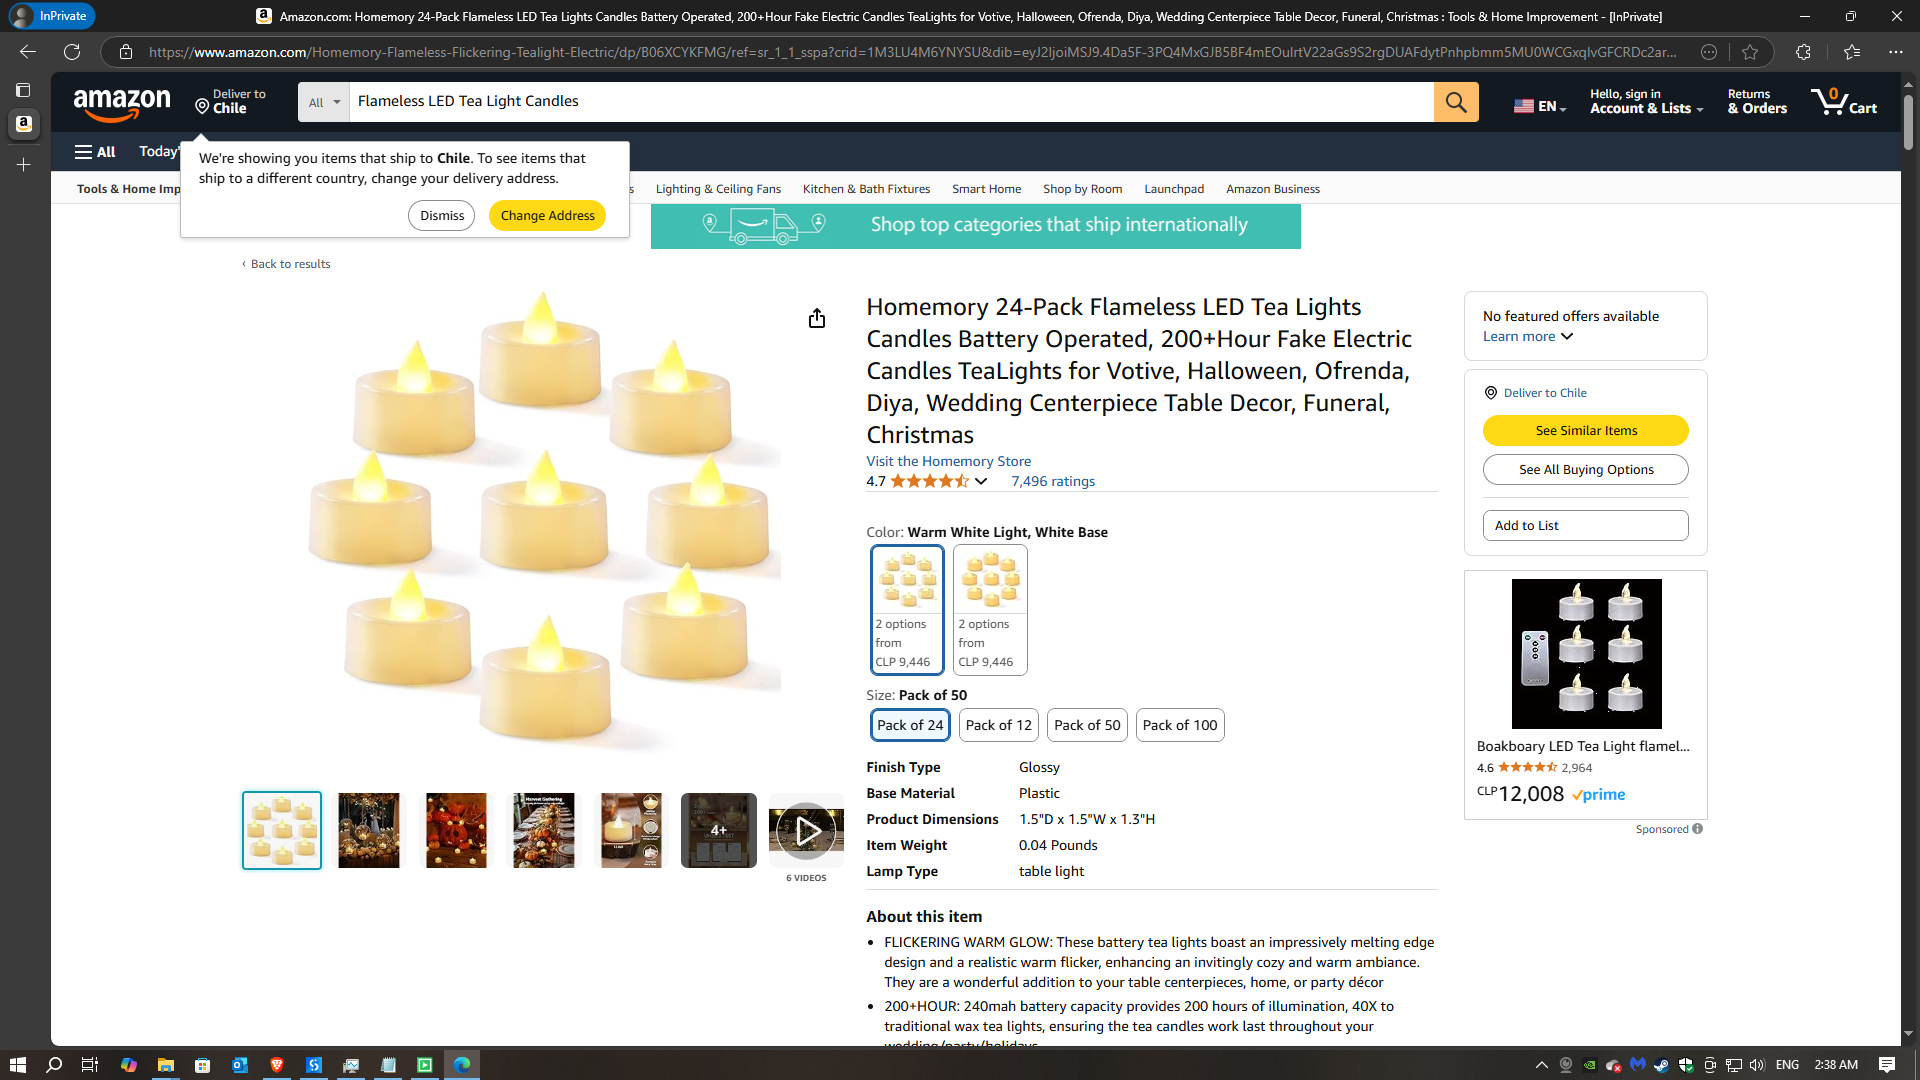 InPrivate
Amazon.com: Homemory 24-Pack Flameless LED Tea Lights Candles Battery Operated, 200+Hour Fake Electric Candles TeaLights for Votive, Halloween, Ofrenda, Diya, Wedding Centerpiece Table Decor, Funeral, Christmas : Tools & Home Improvement - [InPrivate]
https://www.amazon.com/Homemory-Flameless-Flickering-Tealight-Electric/dp/B06XCYKFMG/ref=sr_1_1_sspa?crid=1M3LU4M6YNYSU&dib=
amazon
Deliver to
Chile
All
Flameless LED Tea Light Candles
EN
Hello, sign in
Account & Lists
Returns
& Orders
0
Cart
All
Today'
We're showing you items that ship to Chile. To see items that
ship to a different country, change your delivery address.
Dismiss
Change Address
Tools & Home Imp
s
Lighting & Ceiling Fans
Kitchen & Bath Fixtures
Smart Home
Shop by Room
Launchpad
Amazon Business
Shop top categories that ship internationally
‹ Back to results
Homemory 24-Pack Flameless LED Tea Lights
Candles Battery Operated, 200+Hour Fake Electric
Candles TeaLights for Votive, Halloween, Ofrenda,
Diya, Wedding Centerpiece Table Decor, Funeral,
Christmas
Visit the Homemory Store
4.7
7,496 ratings
Color: Warm White Light, White Base
2 options
from
CLP 9,446
2 options
from
CLP 9,446
Size: Pack of 50
Pack of 24
Pack of 12
Pack of 50
Pack of 100
Finish Type Glossy
Base Material Plastic
Product Dimensions 1.5"D x 1.5"W x 1.3"H
Item Weight 0.04 Pounds
Lamp Type table light
About this item
• FLICKERING WARM GLOW: These battery tea lights boast an impressively melting edge
design and a realistic warm flicker, enhancing an invitingly cozy and warm ambiance.
They are a wonderful addition to your table centerpieces, home, or party décor
• 200+HOUR: 240mah battery capacity provides 200 hours of illumination, 40X to
traditional wax tea lights, ensuring the tea candles work last throughout your
wedding/party/holidays
Harvest Gathering
4+
6 VIDEOS
No featured offers available
Learn more
Deliver to Chile
See Similar Items
See All Buying Options
Add to List
Boakboary LED Tea Light flamel...
4.6
2,964
CLP12,008
prime
Sponsored
ENG
2:38 AM